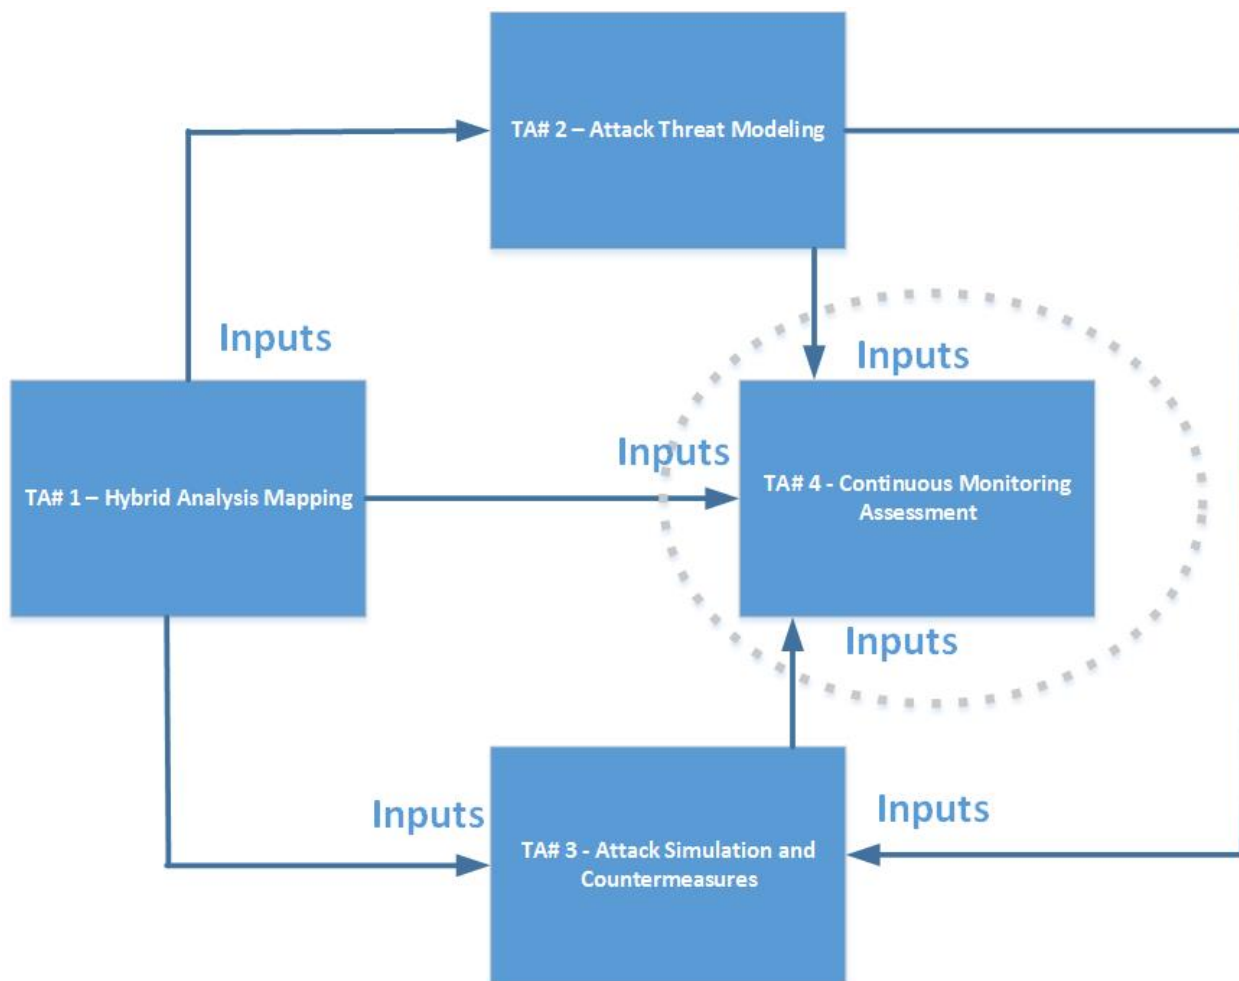 TA# 2 – Attack Threat Modeling
Inputs
Inputs
Inputs
TA# 1 – Hybrid Analysis Mapping
TA# 4 - Continuous Monitoring
Assessment
Inputs
Inputs
Inputs
TA# 3 - Attack Simulation and
Countermeasures